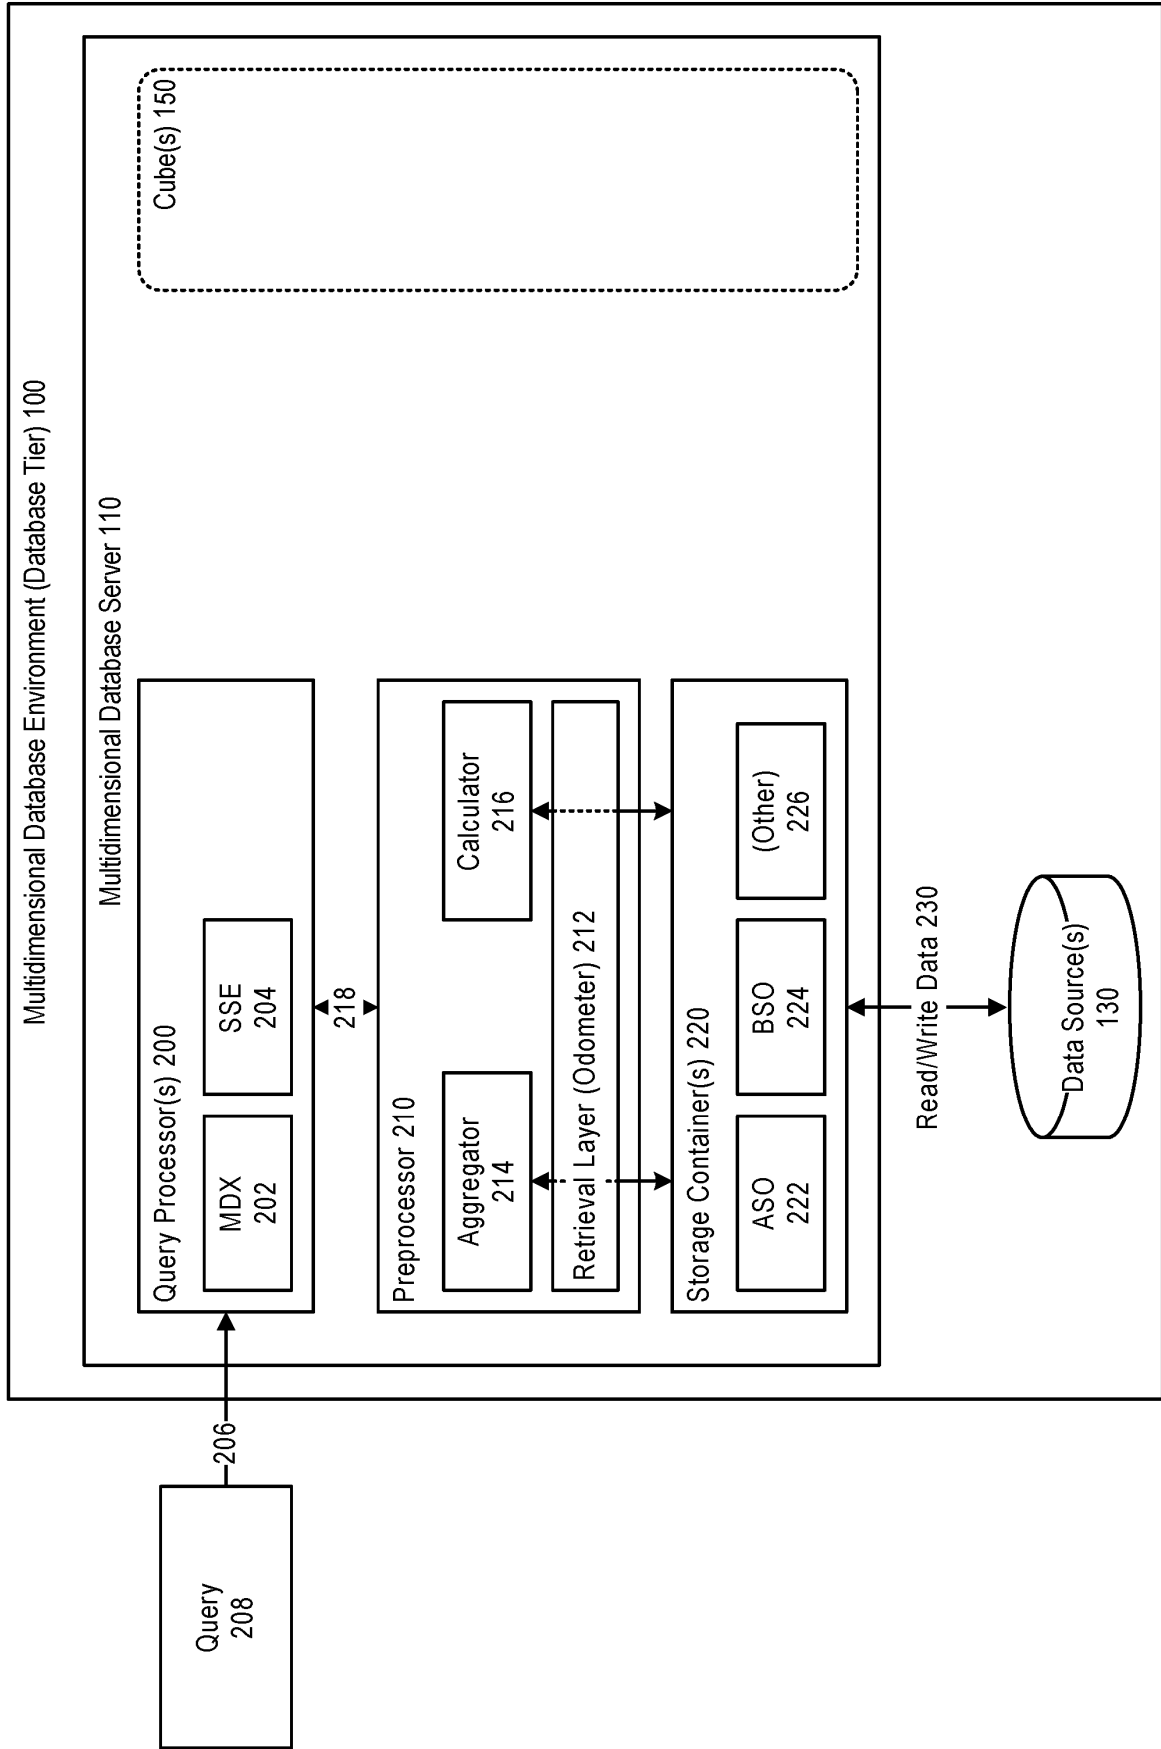 Multidimensional Database Environment (Database Tier) 100
Multidimensional Database Server 110
Cube(s) 150
Query Processor(s) 200
MDX
202
SSE
204
Query
208
206
218
Preprocessor 210
Aggregator
214
Calculator
216
Retrieval Layer (Odometer) 212
Storage Container(s) 220
ASO
222
BSO
224
(Other)
226
Read/Write Data 230
Data Source(s)
130